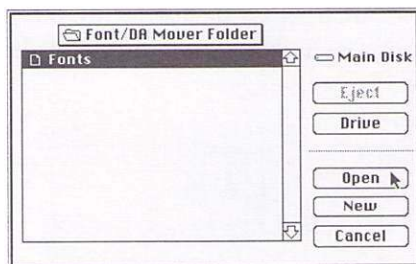 Font/DA Mover Folder
Fonts
Main Disk
Eject
Drive
Open
New
Cancel